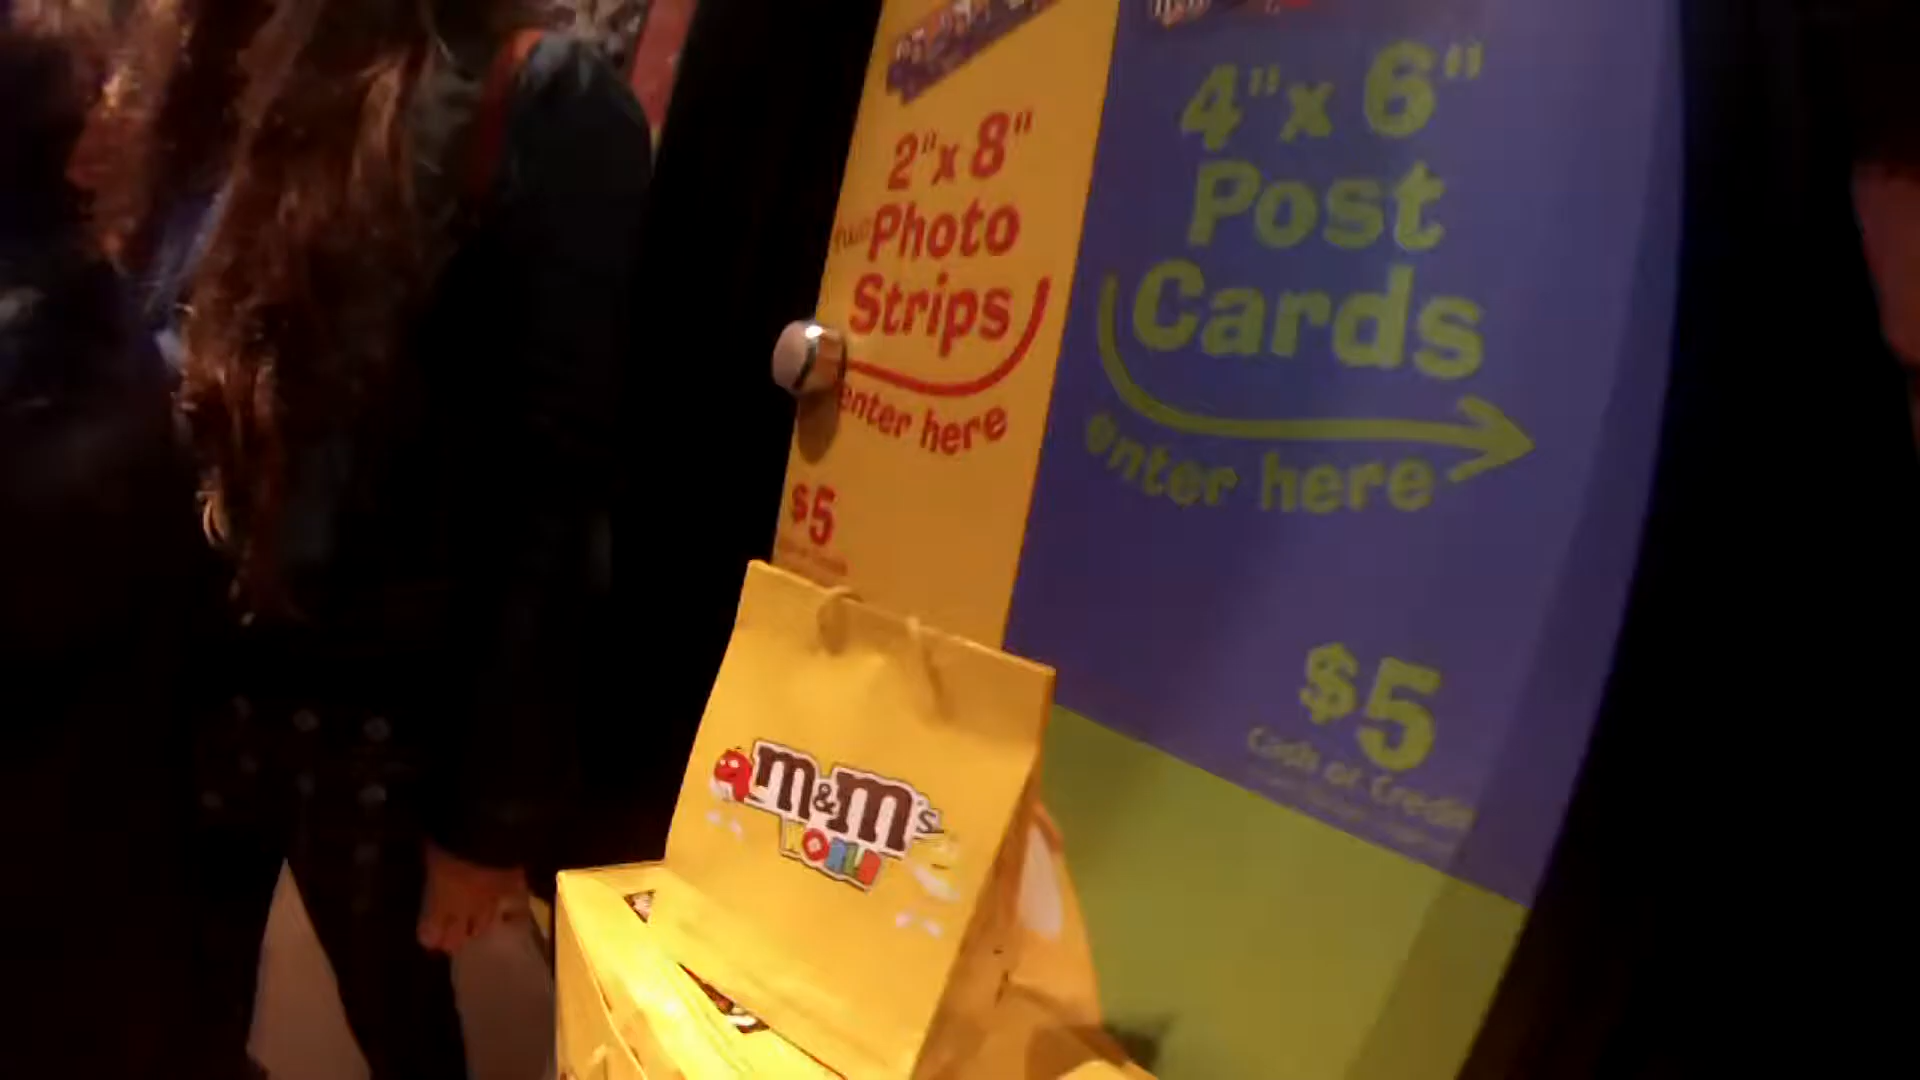 2"x 8"
Photo
Strips
enter here
$5
4"x 6"
Post
Cards
enter here
$5
Cash or Credit
m&m's
WORLD